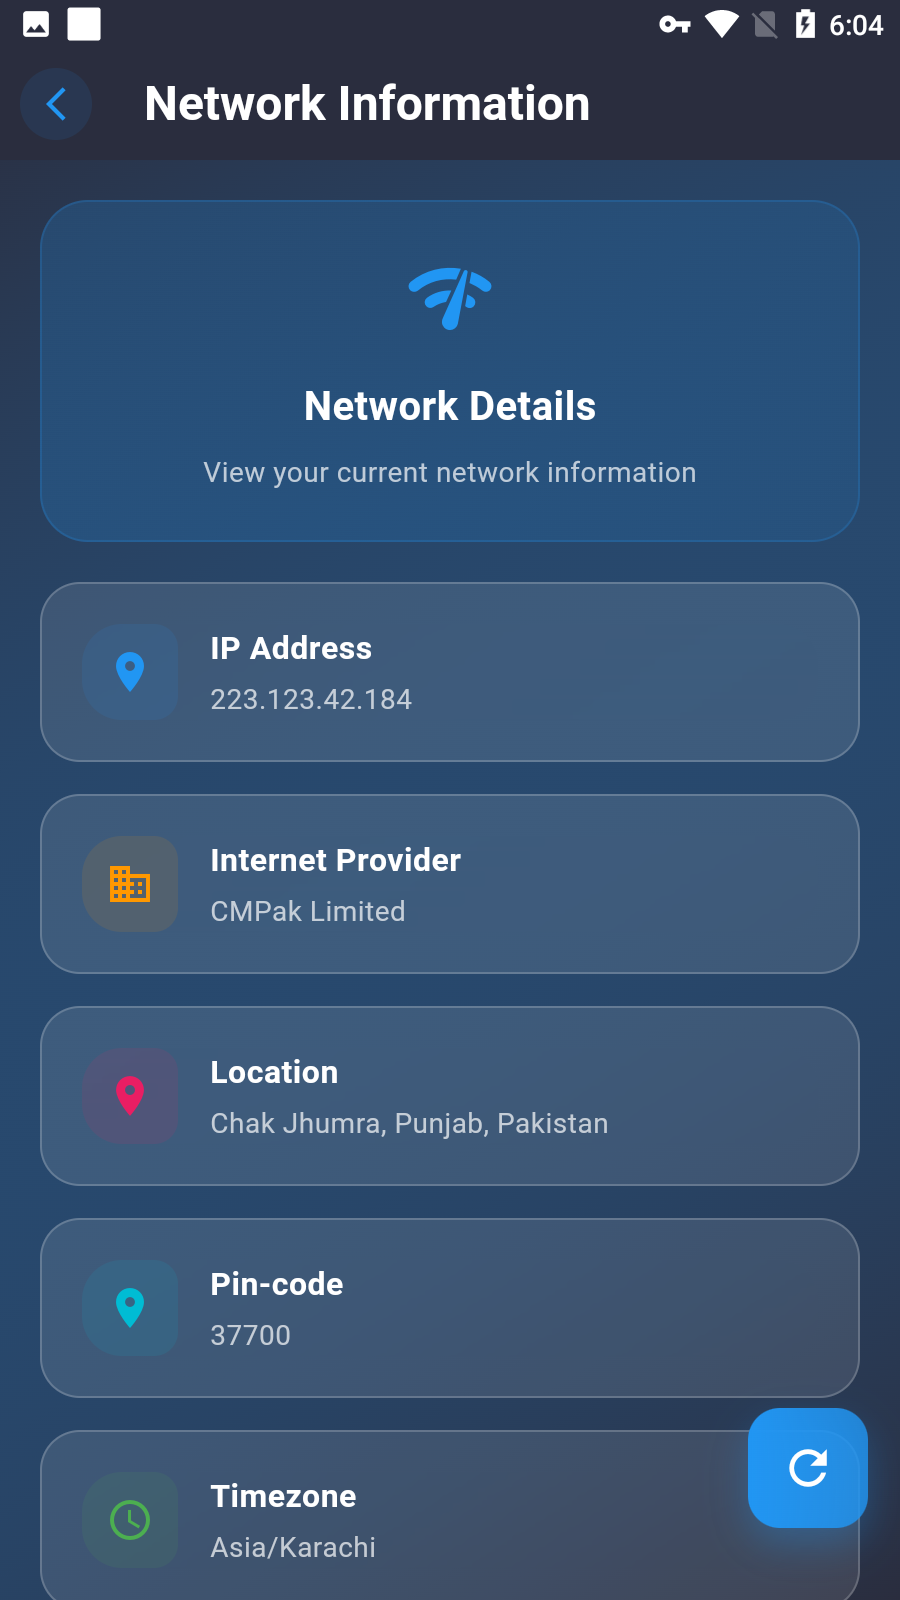 6:04
Network Information
Network Details
View your current network information
IP Address
223.123.42.184
Internet Provider
CMPak Limited
Location
Chak Jhumra, Punjab, Pakistan
Pin-code
37700
Timezone
Asia/Karachi